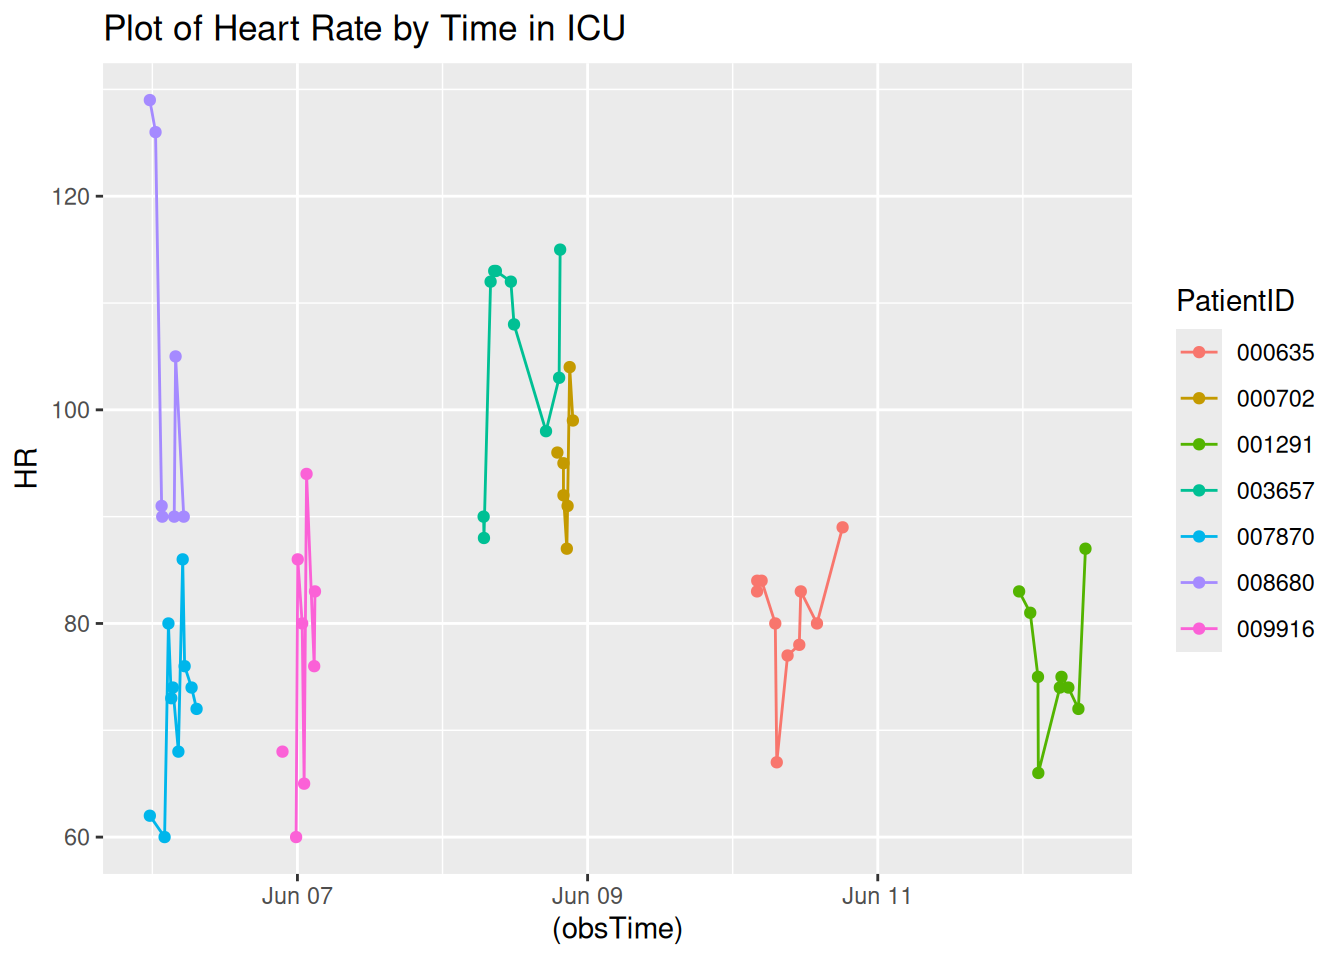 Plot of Heart Rate by Time in ICU
120
100
80
60
HR
Jun 07
Jun 09
Jun 11
(obsTime)
PatientID
000635
000702
001291
003657
007870
008680
009916